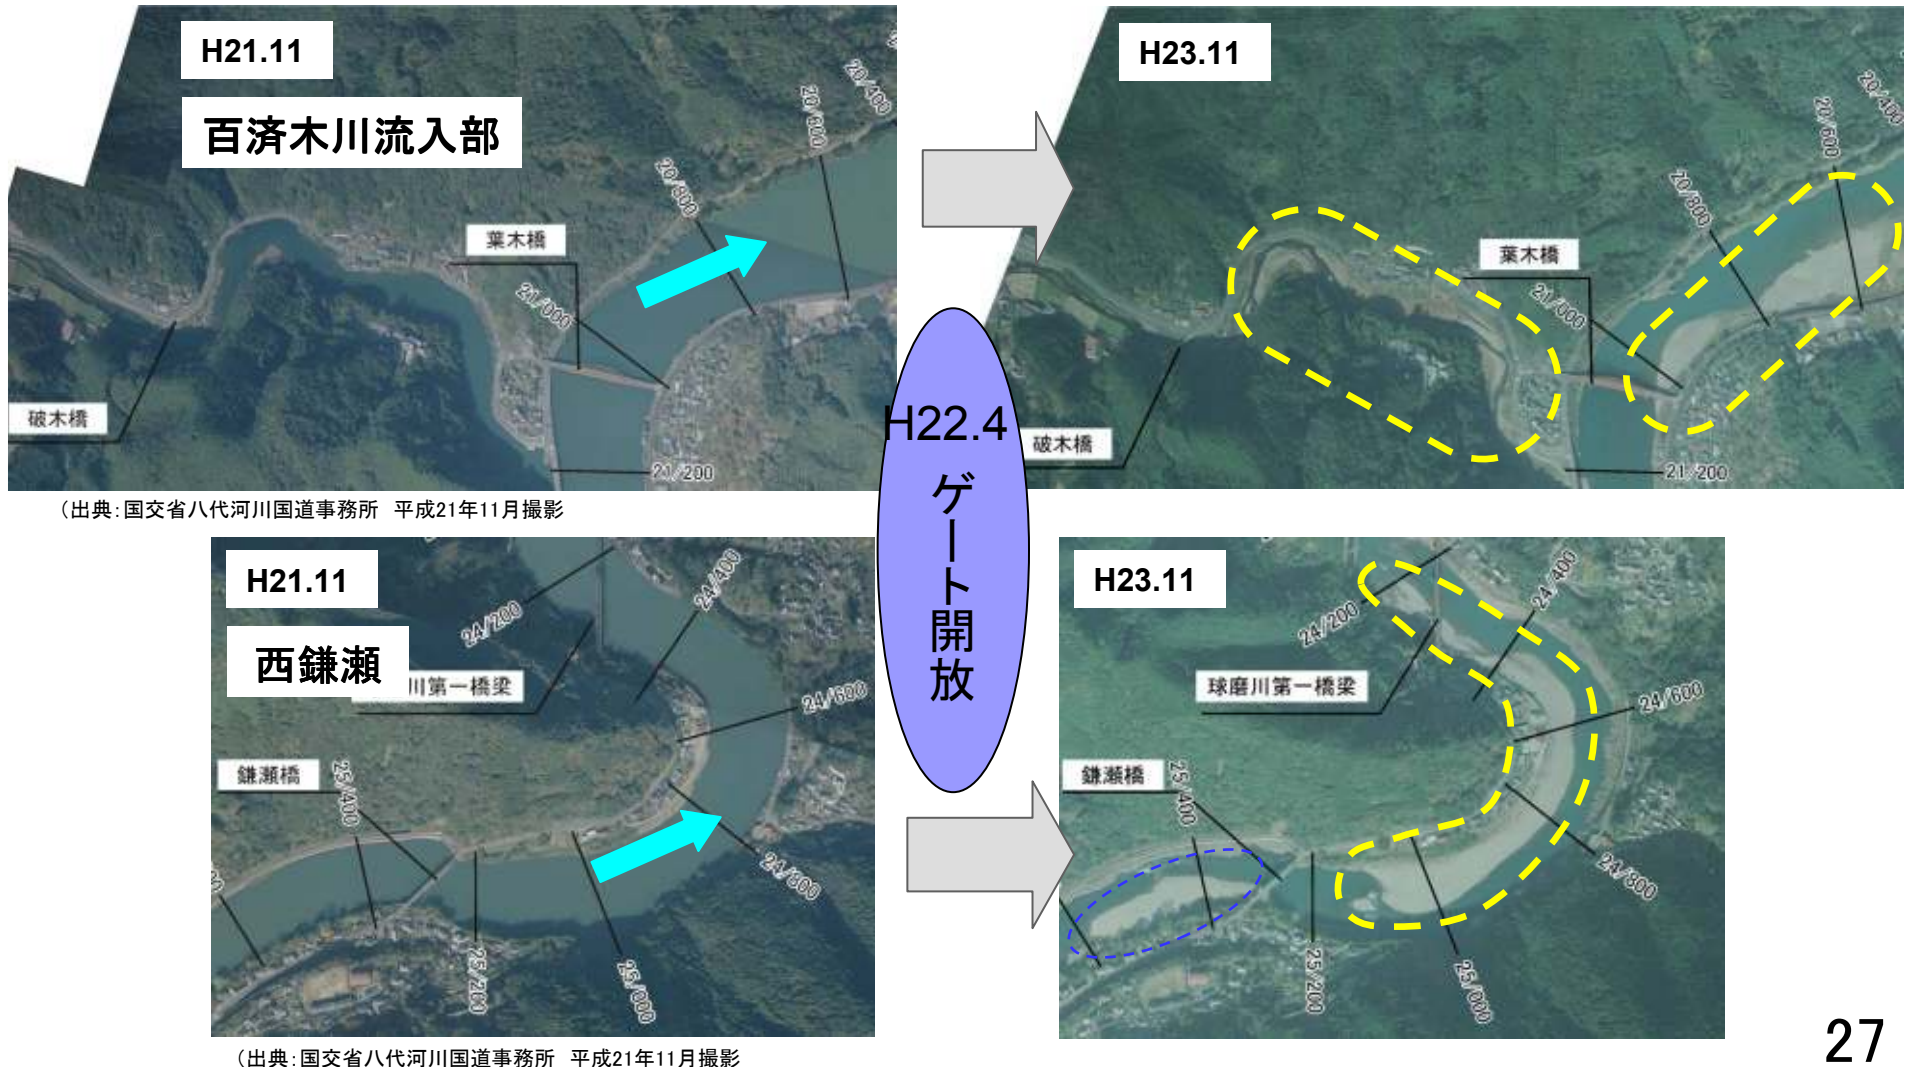 H21.11
百済木川流入部
葉木橋
破木橋
20/400
20/600
20/800
21/000
21/200
(出典:国交省八代河川国道事務所 平成21年11月撮影
H23.11
葉木橋
破木橋
20/400
20/600
20/800
21/000
21/200
H22.4
ゲート開放
H21.11
西鎌瀬
川第一橋梁
鎌瀬橋
24/200
24/400
24/600
24/800
25/000
25/200
25/400
(出典:国交省八代河川国道事務所 平成21年11月撮影
H23.11
球磨川第一橋梁
鎌瀬橋
24/200
24/400
24/600
24/800
25/000
25/200
25/400
27